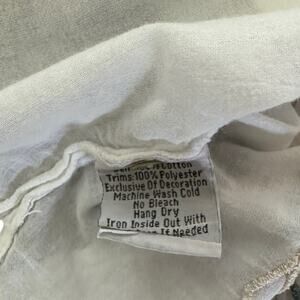 Cotton
Trims:100% Polyester
Exclusive Of Decoration
Machine Wash Cold
No Bleach
Hang Dry
Iron Inside Out With
If Needed